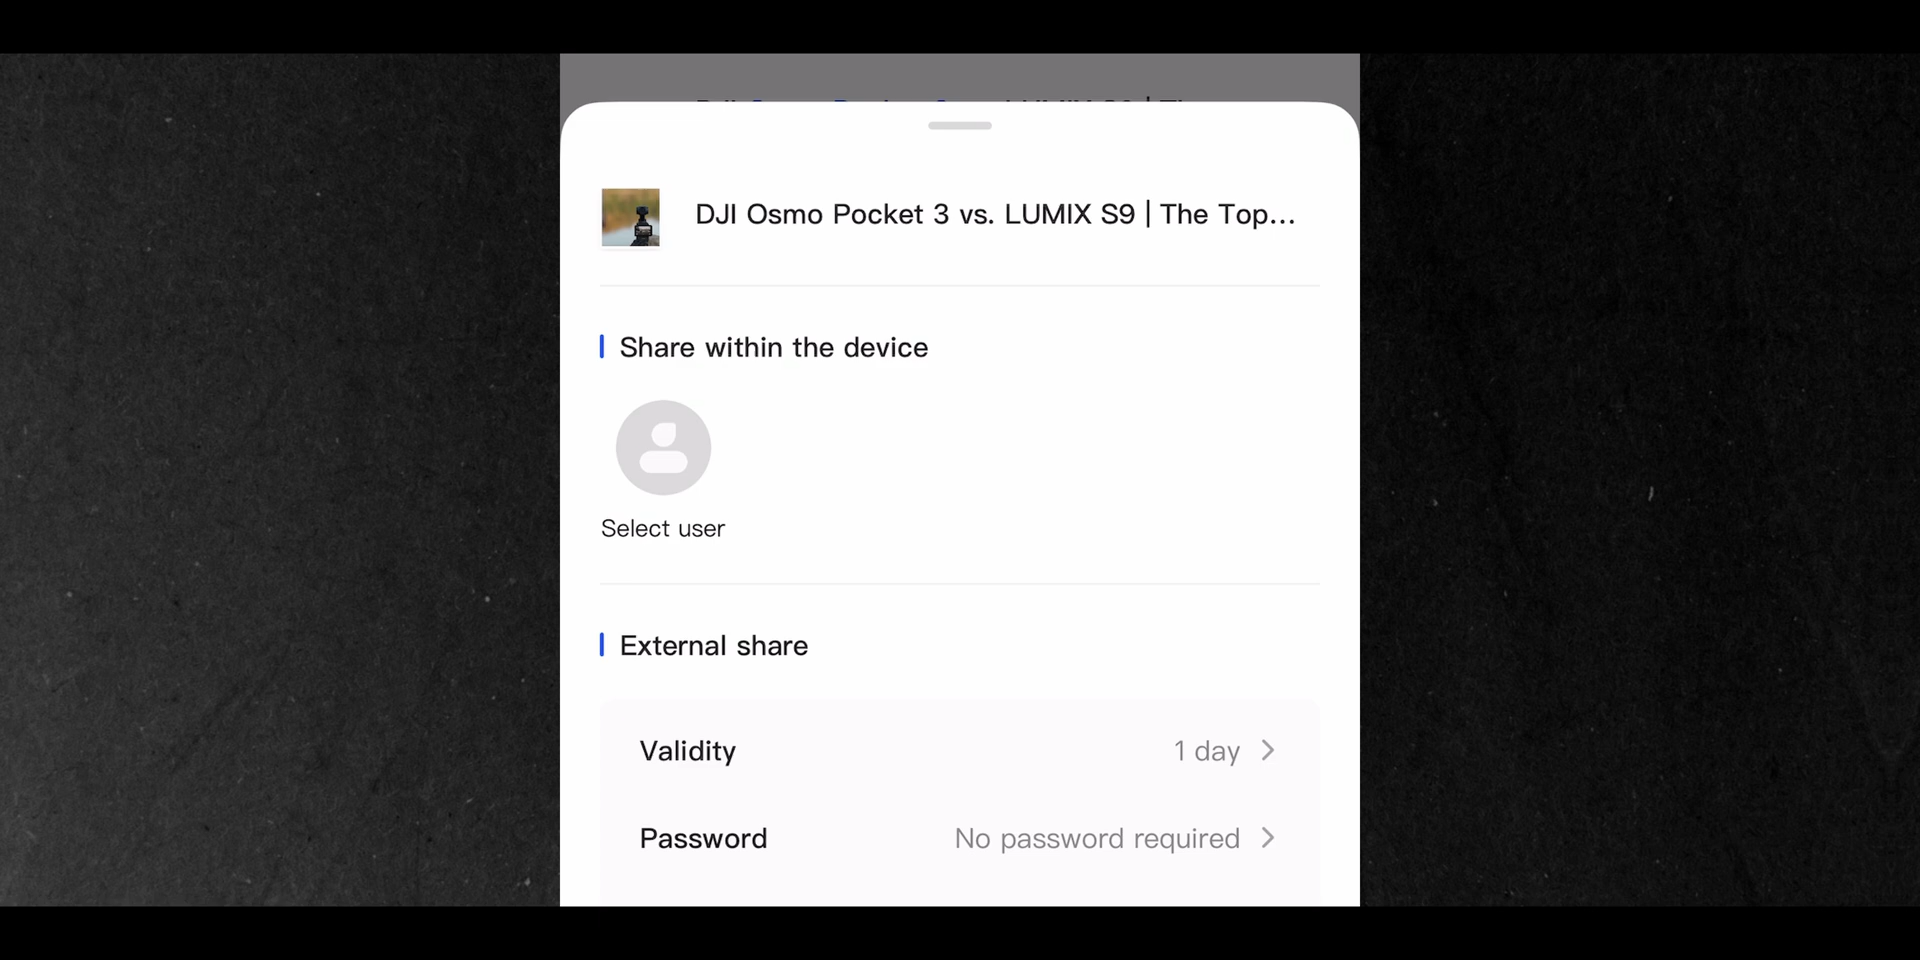 DJI Osmo Pocket 3 vs. LUMIX S9 | The Top...
Share within the device
Select user
External share
Validity 1 day
Password No password required